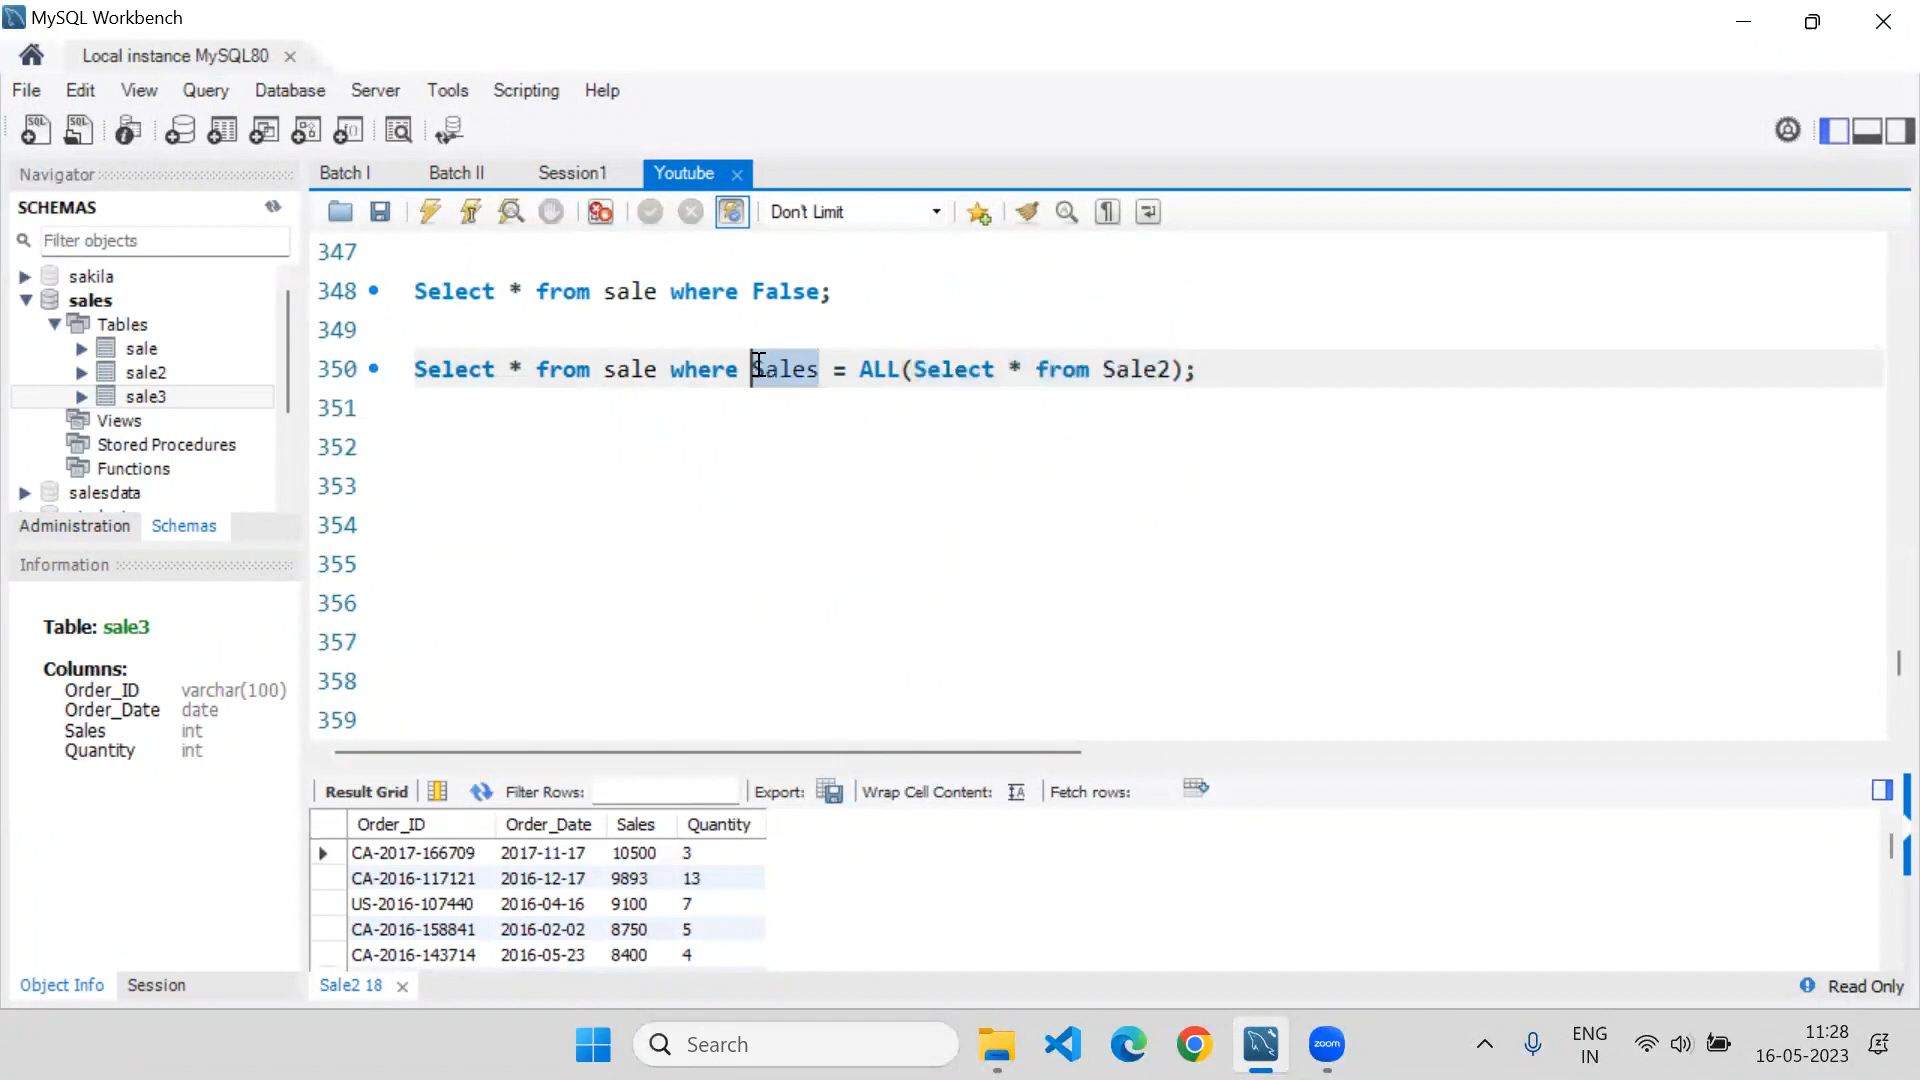 MySQL Workbench
Local instance MySQL80
File Edit View Query Database Server Tools Scripting Help
Navigator
SCHEMAS
Filter objects
sakila
sales
Tables
sale
sale2
sale3
Views
Stored Procedures
Functions
salesdata
Administration Schemas
Information
Table: sale3
Columns:
Order_ID varchar(100)
Order_Date date
Sales int
Quantity int
Object Info Session
Batch I Batch II Session1 Youtube
Don't Limit
347
348 Select * from sale where False;
349
350 Select * from sale where Sales = ALL(Select * from Sale2);
351
352
353
354
355
356
357
358
359
Result Grid Filter Rows: Export: Wrap Cell Content: Fetch rows:
Order_ID Order_Date Sales Quantity
CA-2017-166709 2017-11-17 10500 3
CA-2016-117121 2016-12-17 9893 13
US-2016-107440 2016-04-16 9100 7
CA-2016-158841 2016-02-02 8750 5
CA-2016-143714 2016-05-23 8400 4
Sale2 18
Read Only
Search
zoom
ENG
IN
11:28
16-05-2023